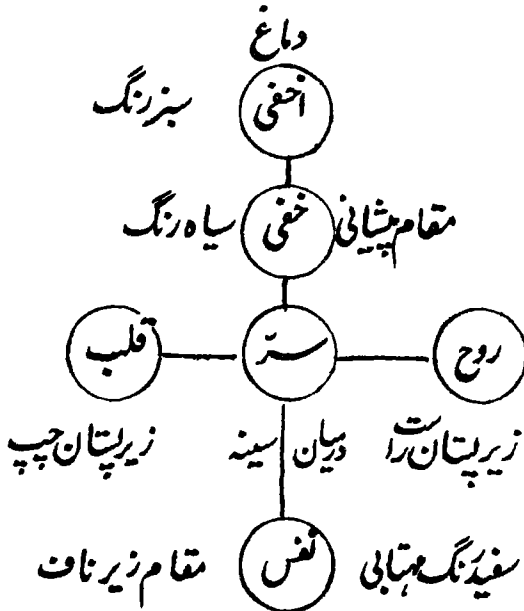 دماغ
اخفی سبز رنگ
مقام پیشانی خفی سیاہ رنگ
روح سرّ قلب
زیر پستان راست درمیان سینہ زیر پستان چپ
سفید رنگ مہتابی نفس مقام زیر ناف